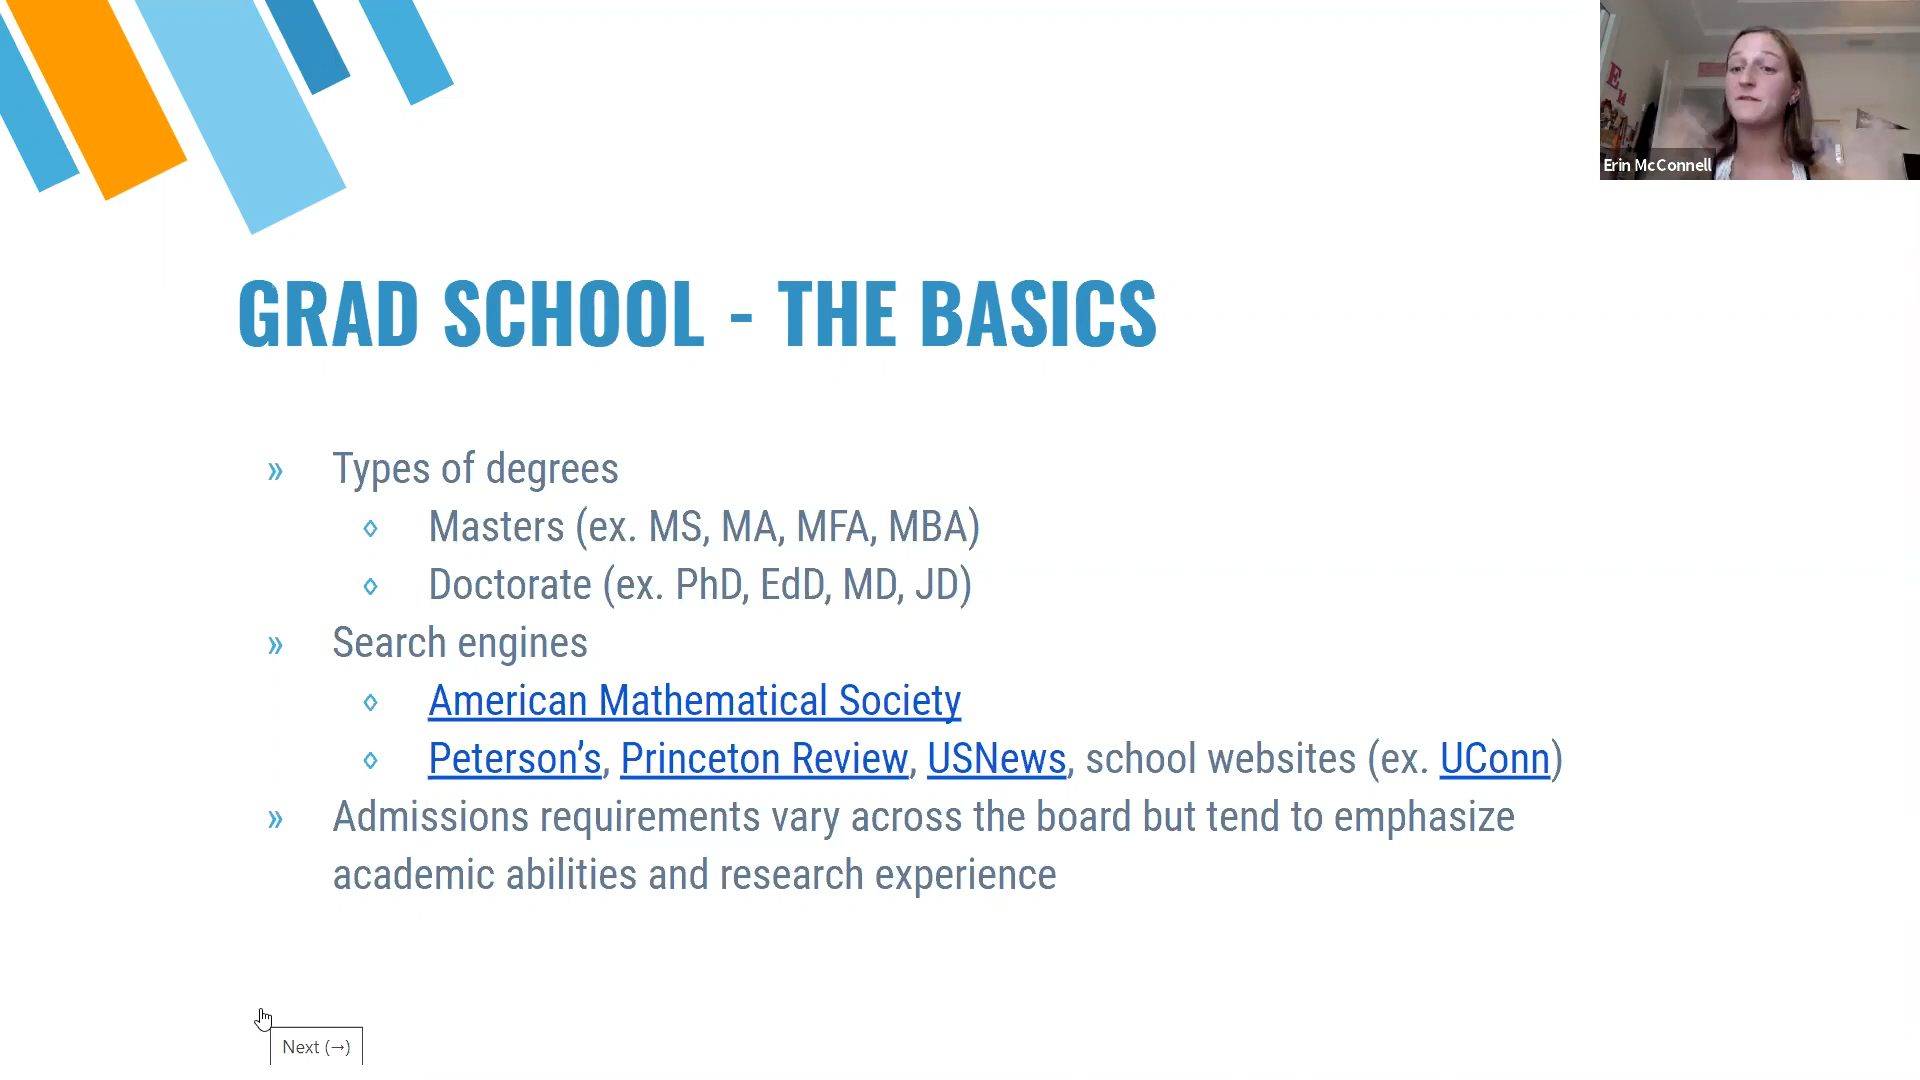 Erin McConnell
GRAD SCHOOL - THE BASICS
» Types of degrees
◊ Masters (ex. MS, MA, MFA, MBA)
◊ Doctorate (ex. PhD, EdD, MD, JD)
» Search engines
◊ American Mathematical Society
◊ Peterson’s, Princeton Review, USNews, school websites (ex. UConn)
» Admissions requirements vary across the board but tend to emphasize
academic abilities and research experience
Next (→)